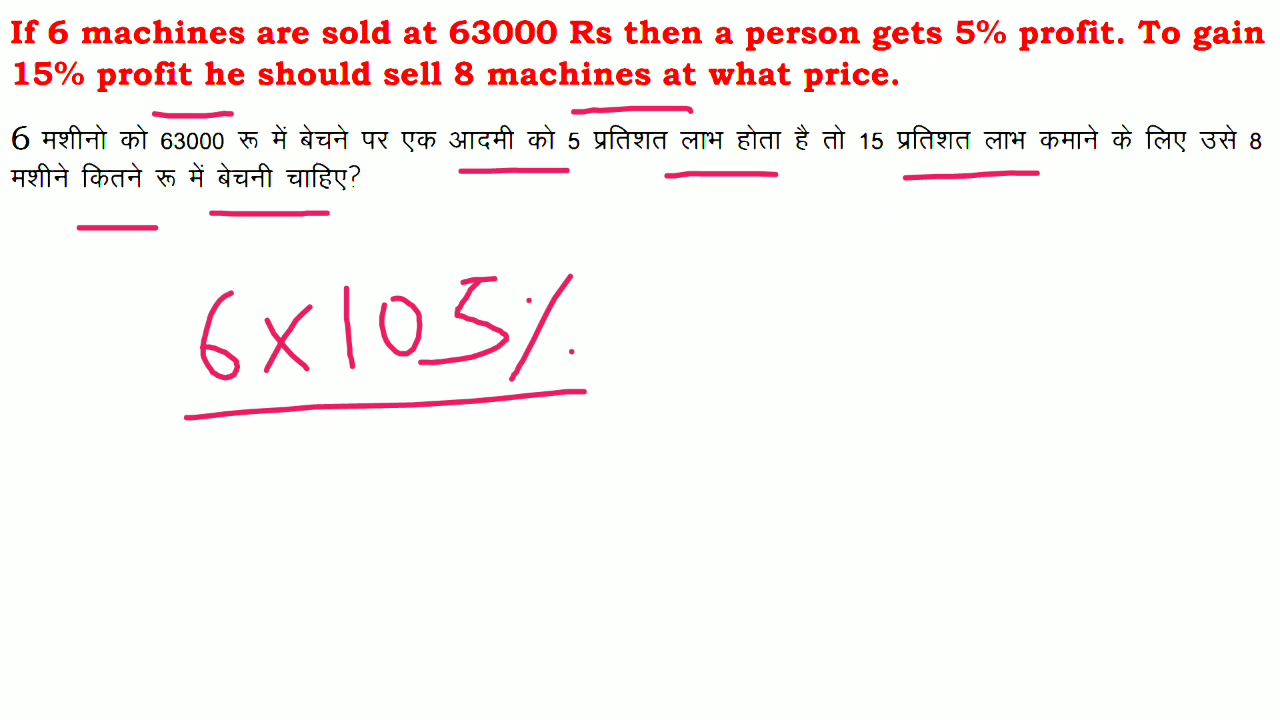 If 6 machines are sold at 63000 Rs then a person gets 5% profit. To gain
15% profit he should sell 8 machines at what price.
6 मशीनो को 63000 रू में बेचने पर एक आदमी को 5 प्रतिशत लाभ होता है तो 15 प्रतिशत लाभ कमाने के लिए उसे 8
मशीने कितने रू में बेचनी चाहिए?
6x105%